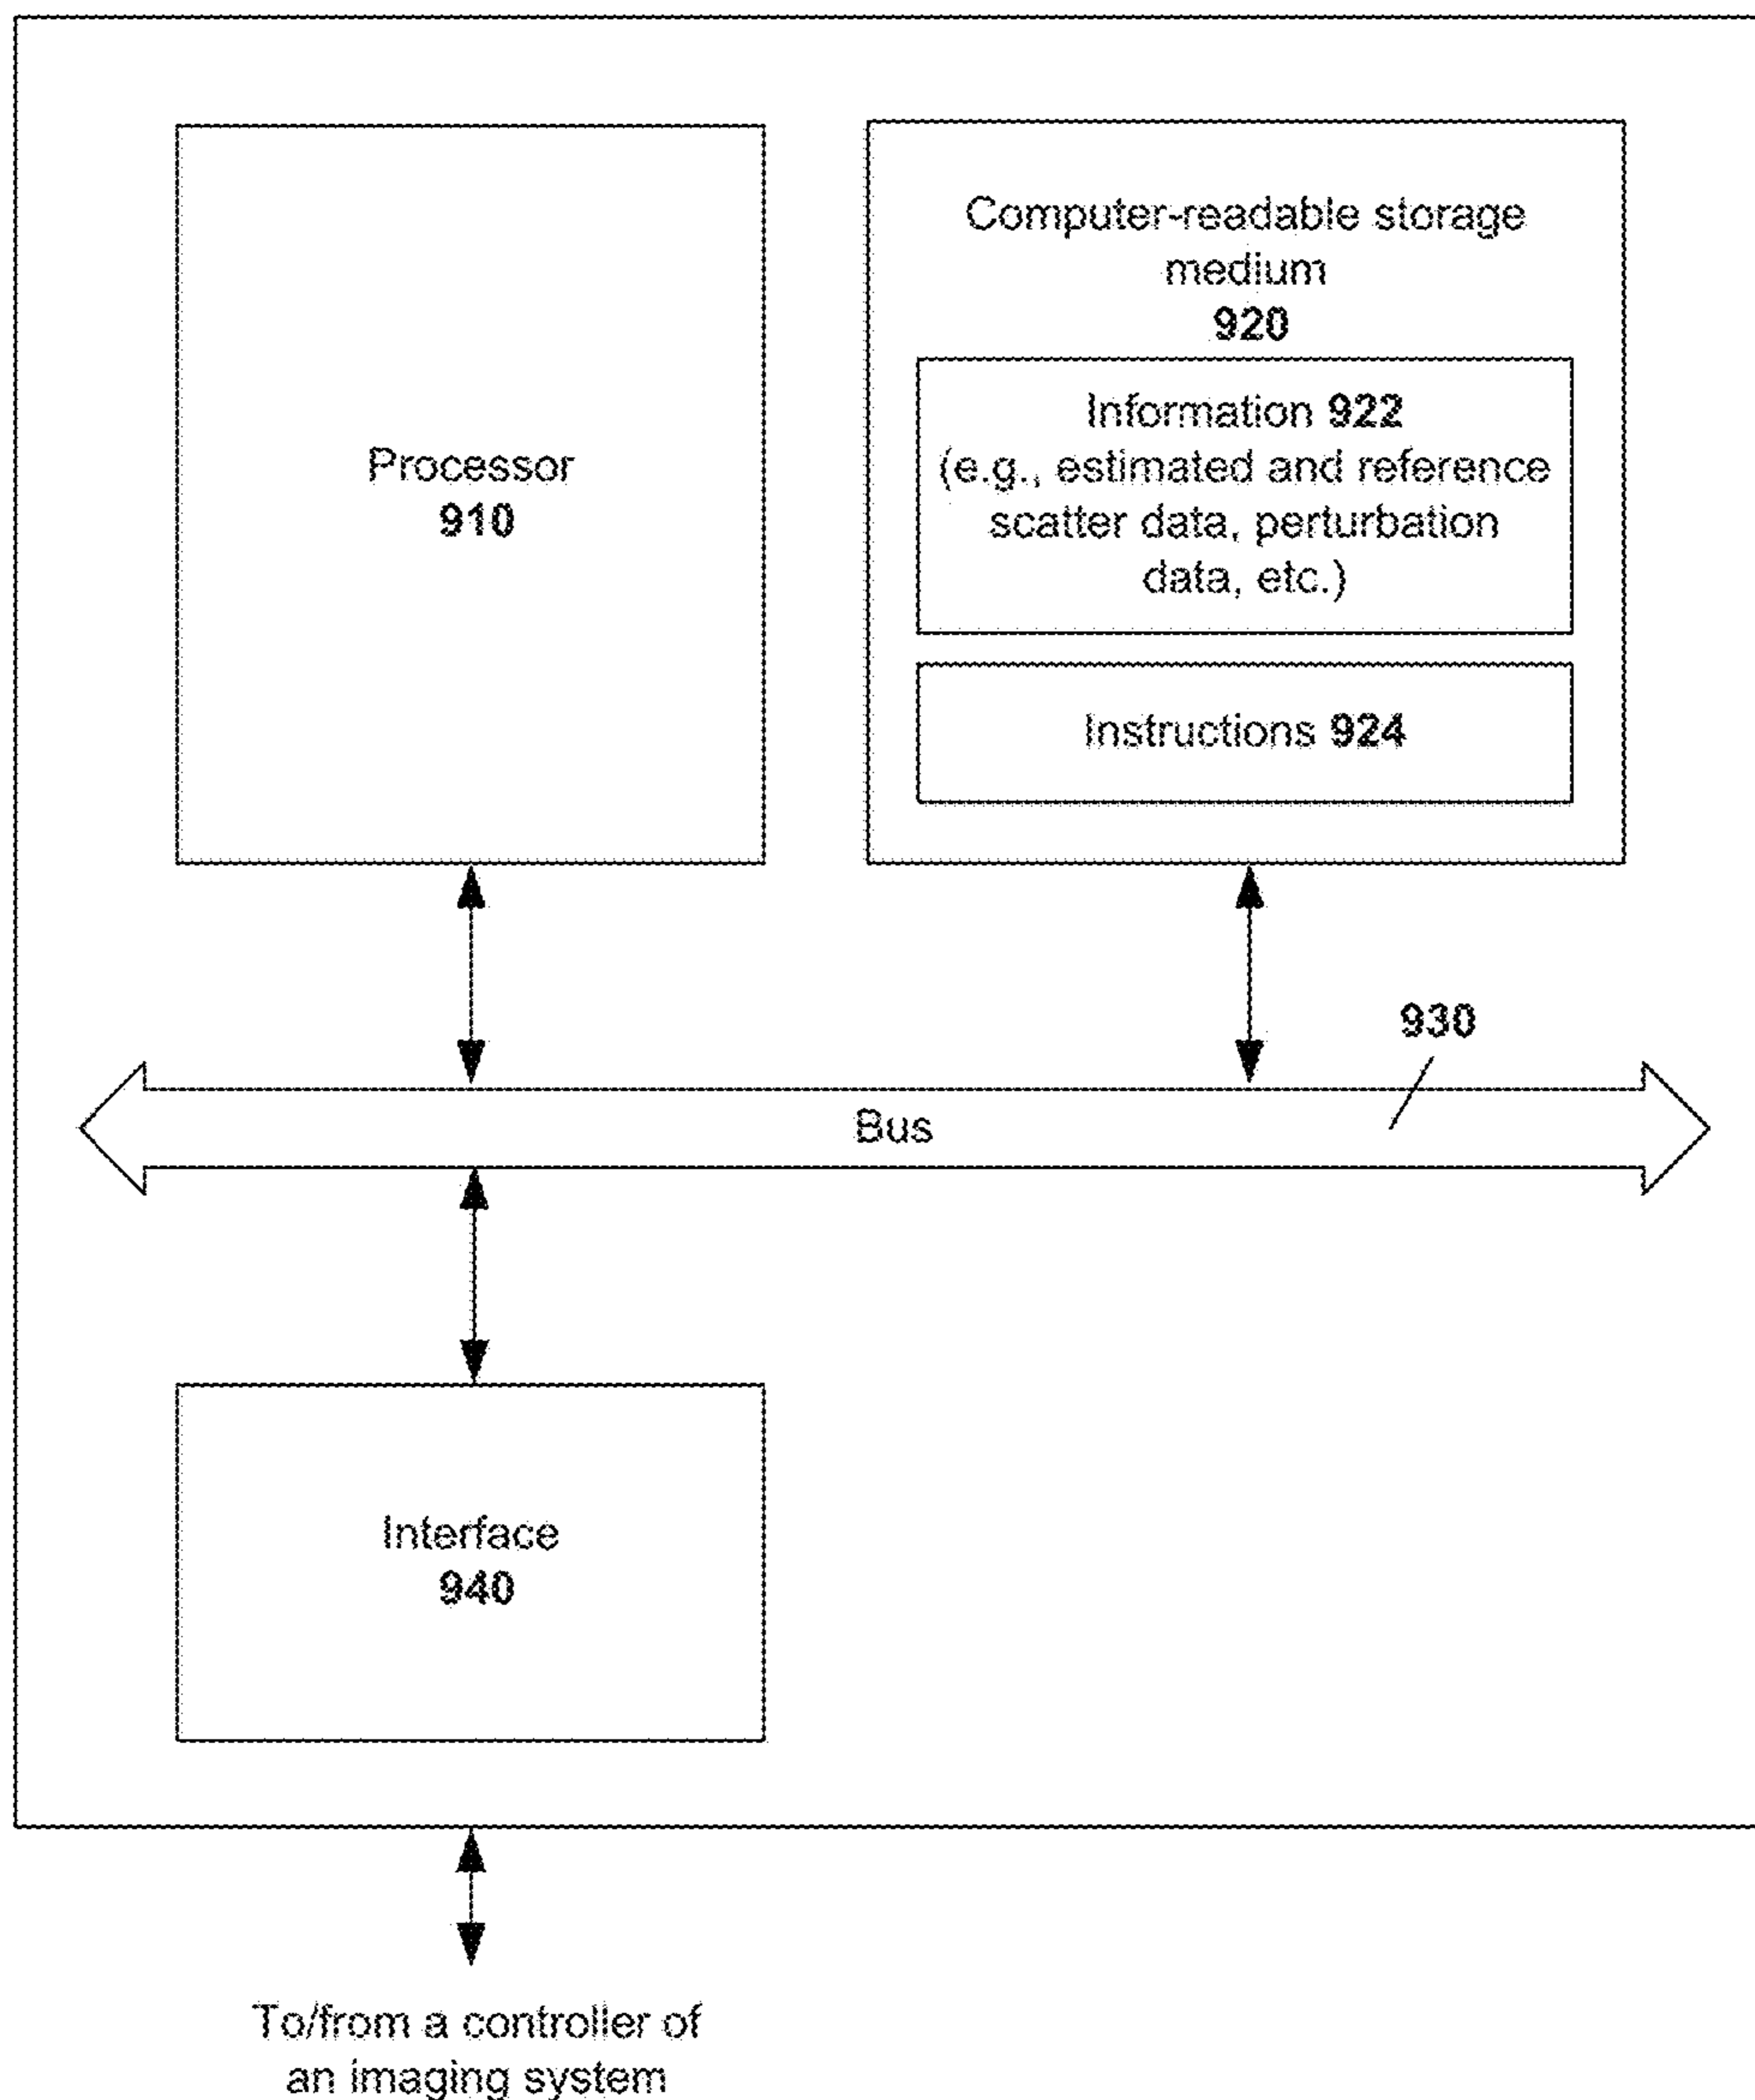 Processor
910
Computer-readable storage
medium
920
Information 922
(e.g., estimated and reference
scatter data, perturbation
data, etc.)
Instructions 924
930
Bus
Interface
940
To/from a controller of
an imaging system